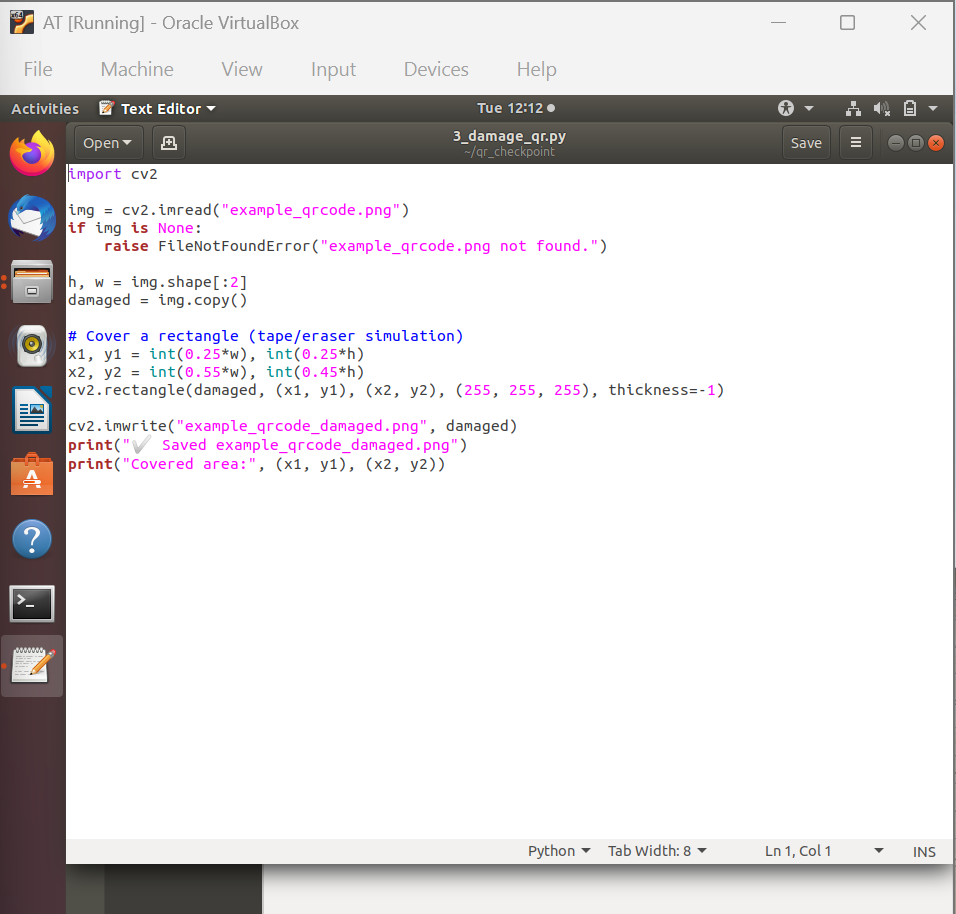 AT [Running] - Oracle VirtualBox
File Machine View Input Devices Help
Activities Text Editor Tue 12:12
Open 3_damage_qr.py Save
~/qr_checkpoint
import cv2
img = cv2.imread("example_qrcode.png")
if img is None:
    raise FileNotFoundError("example_qrcode.png not found.")
h, w = img.shape[:2]
damaged = img.copy()
# Cover a rectangle (tape/eraser simulation)
x1, y1 = int(0.25*w), int(0.25*h)
x2, y2 = int(0.55*w), int(0.45*h)
cv2.rectangle(damaged, (x1, y1), (x2, y2), (255, 255, 255), thickness=-1)
cv2.imwrite("example_qrcode_damaged.png", damaged)
print("✔ Saved example_qrcode_damaged.png")
print("Covered area:", (x1, y1), (x2, y2))
Python Tab Width: 8 Ln 1, Col 1 INS